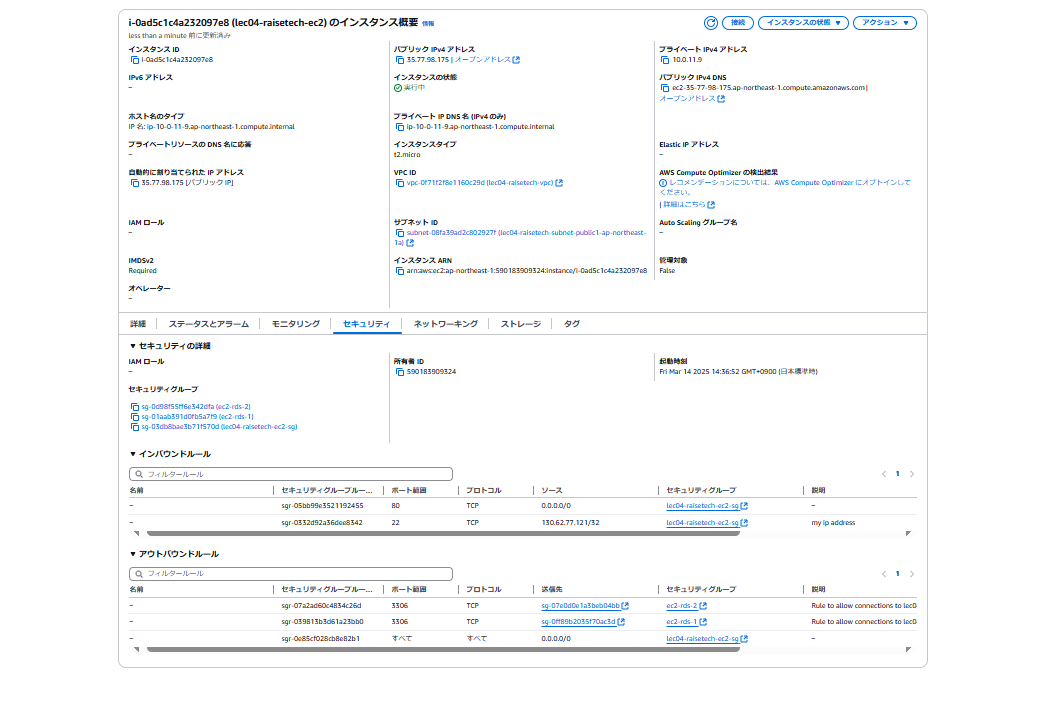 i-0ad5c1c4a232097e8 (lec04-raisetech-ec2) のインスタンス概要 情報
接続
インスタンスの状態 ▼
アクション ▼
less than a minute 前に更新済み
インスタンス ID
i-0ad5c1c4a232097e8
パブリック IPv4 アドレス
35.77.98.175 | オープンアドレス
プライベート IPv4 アドレス
10.0.11.9
IPv6 アドレス
–
インスタンスの状態
実行中
パブリック IPv4 DNS
ec2-35-77-98-175.ap-northeast-1.compute.amazonaws.com |
オープンアドレス
ホスト名のタイプ
IP 名: ip-10-0-11-9.ap-northeast-1.compute.internal
プライベート IP DNS 名 (IPv4 のみ)
ip-10-0-11-9.ap-northeast-1.compute.internal
プライベートリソースの DNS 名に応答
–
インスタンスタイプ
t2.micro
Elastic IP アドレス
–
自動的に割り当てられた IP アドレス
35.77.98.175 [パブリック IP]
VPC ID
vpc-0f71f2f8e1160c29d (lec04-raisetech-vpc)
AWS Compute Optimizer の検出結果
レコメンデーションについては、AWS Compute Optimizer にオプトインして
ください。
| 詳細はこちら
IAM ロール
–
サブネット ID
subnet-08fa39ad2c802927f (lec04-raisetech-subnet-public1-ap-northeast-
1a)
Auto Scaling グループ名
–
IMDSv2
Required
インスタンス ARN
arn:aws:ec2:ap-northeast-1:590183909324:instance/i-0ad5c1c4a232097e8
管理対象
False
オペレーター
–
詳細
ステータスとアラーム
モニタリング
セキュリティ
ネットワーキング
ストレージ
タグ
▼ セキュリティの詳細
IAM ロール
–
所有者 ID
590183909324
起動時刻
Fri Mar 14 2025 14:36:52 GMT+0900 (日本標準時)
セキュリティグループ
sg-0d98f55ff6e342dfa (ec2-rds-2)
sg-01aab391d0fb5a7f9 (ec2-rds-1)
sg-03db8bae3b71f570d (lec04-raisetech-ec2-sg)
▼ インバウンドルール
フィルタールール
1
名前 セキュリティグループルー... ポート範囲 プロトコル ソース セキュリティグループ 説明
– sgr-05bb99e3521192455 80 TCP 0.0.0.0/0 lec04-raisetech-ec2-sg –
– sgr-0332d92a36dee8342 22 TCP 130.62.77.121/32 lec04-raisetech-ec2-sg my ip address
▼ アウトバウンドルール
フィルタールール
1
名前 セキュリティグループルー... ポート範囲 プロトコル 送信先 セキュリティグループ 説明
– sgr-07a2ad60c4834c26d 3306 TCP sg-07e0d0e1a3beb04bb ec2-rds-2 Rule to allow connections to lec0
– sgr-039813b3d61a23bb0 3306 TCP sg-0ff89b2035f70ac3d ec2-rds-1 Rule to allow connections to lec0
– sgr-0e85cf028cb8e82b1 すべて すべて 0.0.0.0/0 lec04-raisetech-ec2-sg –